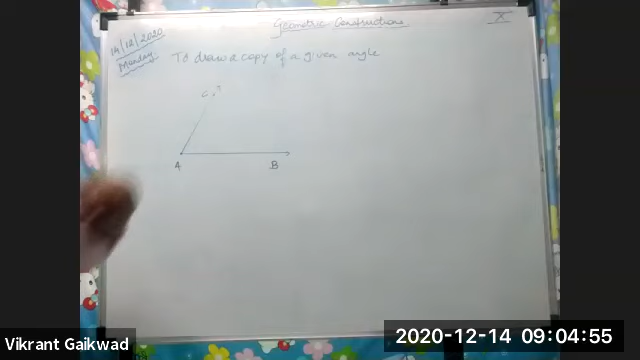 Geometric Constructions
X
14/12/2020
Monday
To draw a copy of a given angle
C
A
B
Vikrant Gaikwad
2020-12-14 09:04:55